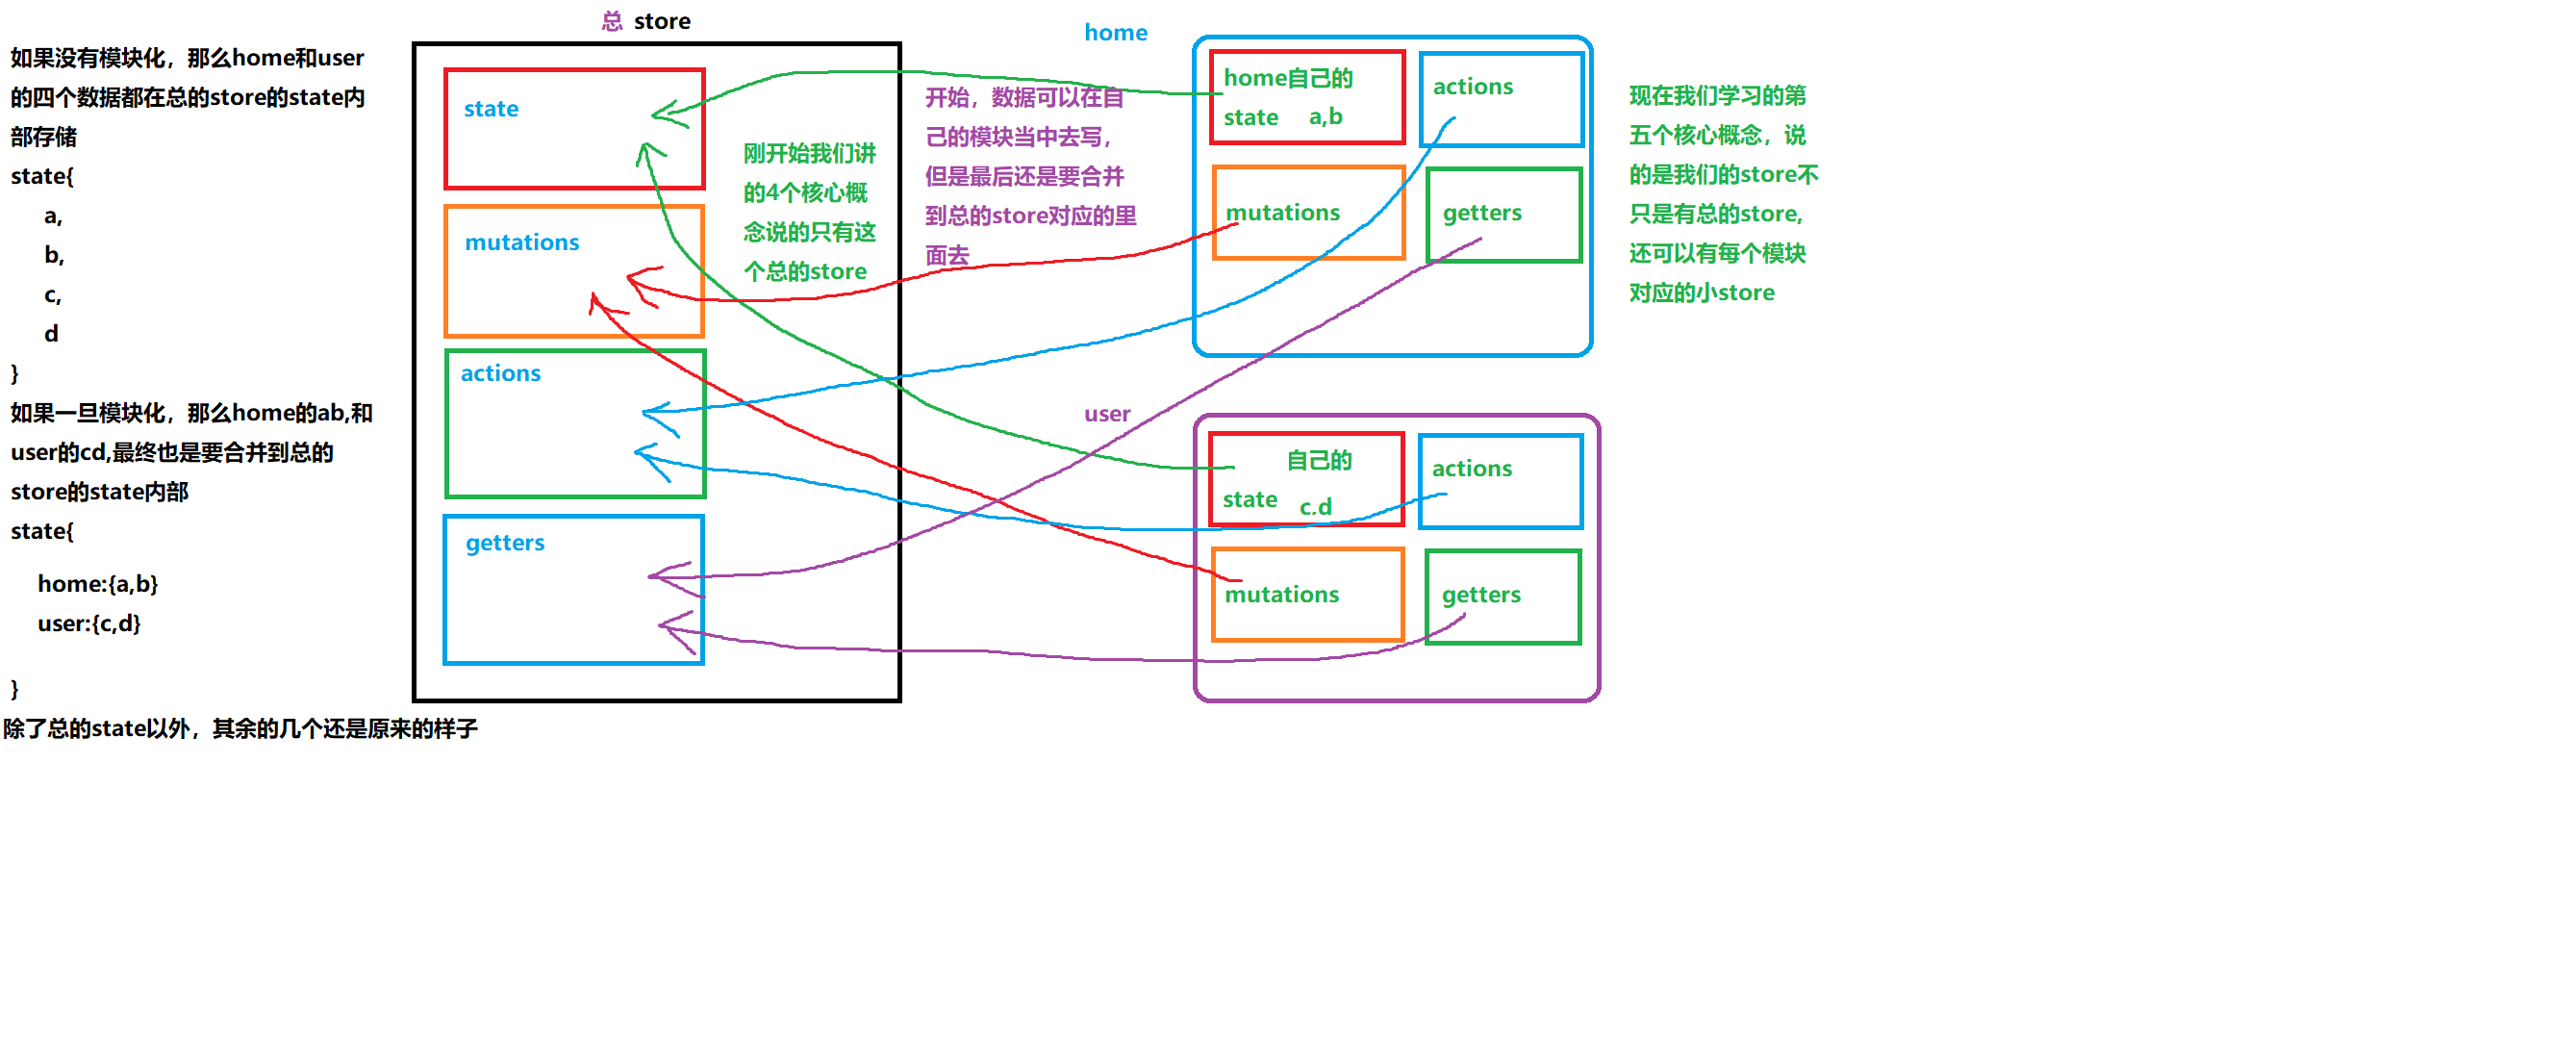 如果没有模块化，那么home和user
的四个数据都在总的store的state内
部存储
state{
a,
b,
c,
d
}
如果一旦模块化，那么home的ab,和
user的cd,最终也是要合并到总的
store的state内部
state{
home:{a,b}
user:{c,d}
}
除了总的state以外，其余的几个还是原来的样子
总 store
state
mutations
actions
getters
刚开始我们讲
的4个核心概
念说的只有这
个总的store
开始，数据可以在自
己的模块当中去写，
但是最后还是要合并
到总的store对应的里
面去
home
home自己的
state a,b
actions
mutations
getters
user
自己的
state c,d
actions
mutations
getters
现在我们学习的第
五个核心概念，说
的是我们的store不
只是有总的store,
还可以有每个模块
对应的小store